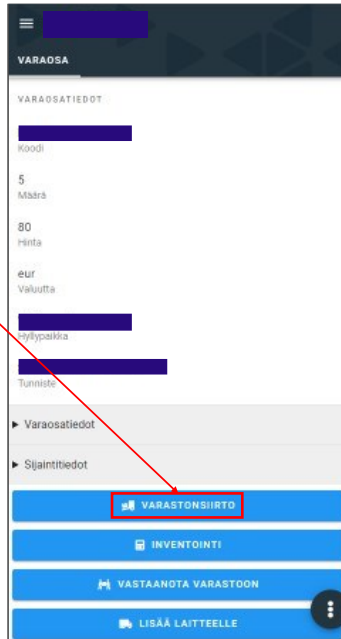 VARAOSA
VARAOSATIEDOT
Koodi
5
Määrä
80
Hinta
eur
Valuutta
Hyllypaikka
Tunniste
Varaosatiedot
Sijaintitiedot
VARASTONSIIRTO
INVENTOINTI
VASTAANOTA VARASTOON
LISÄÄ LAITTEELLE